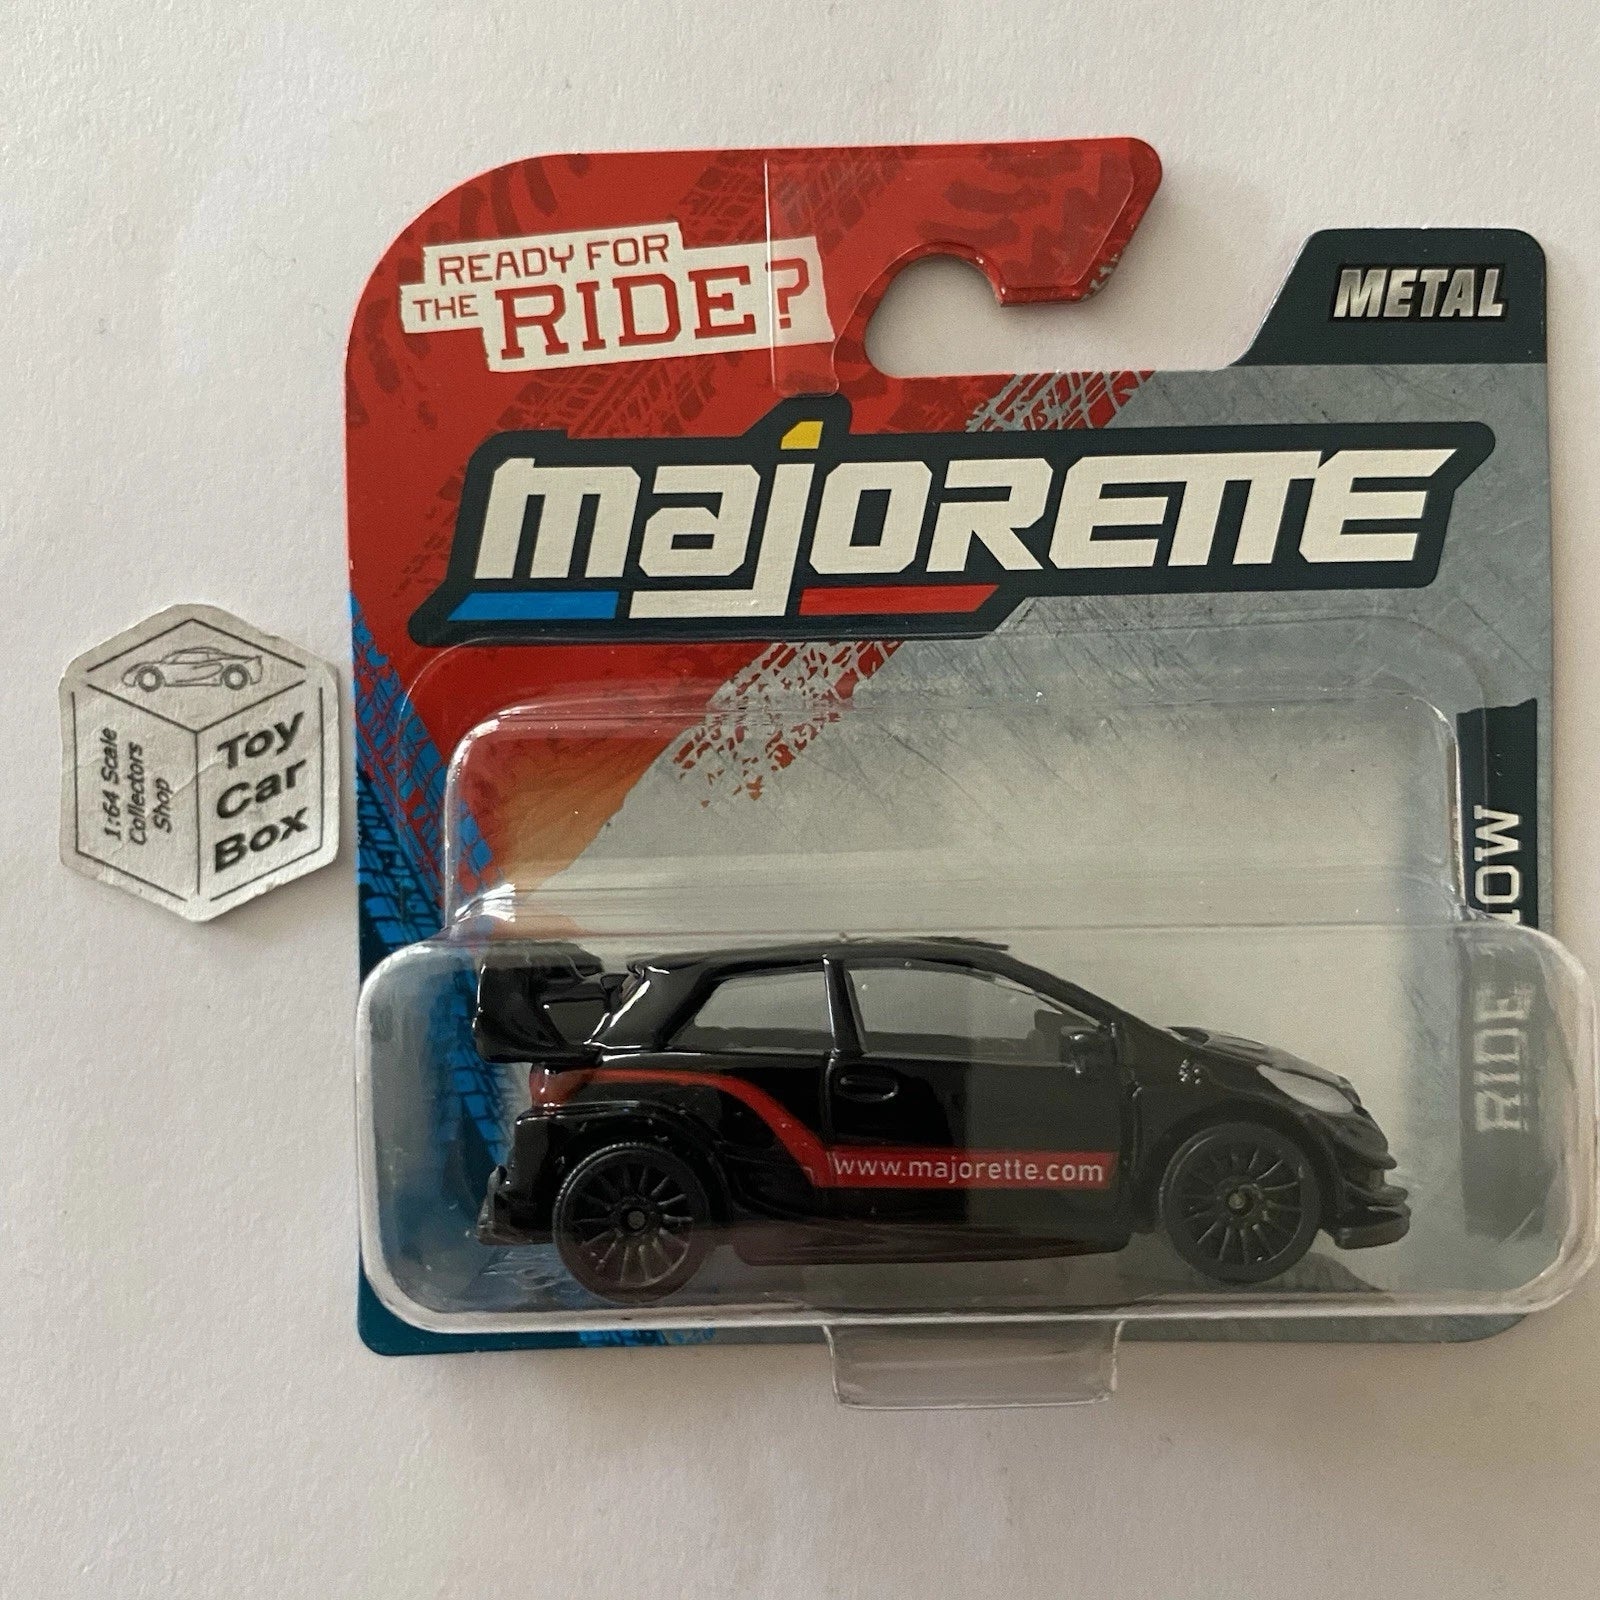 READY FOR
THE RIDE?
METAL
majorette
1:64 Scale
Collectors
Shop
Toy
Car
Box
RIDE
www.majorette.com